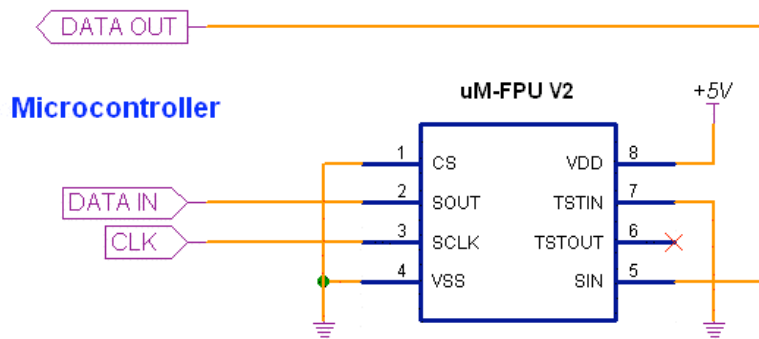 DATA OUT
uM-FPU V2
+5V
Microcontroller
1 CS VDD 8
DATA IN 2 SOUT TSTIN 7
CLK 3 SCLK TSTOUT 6
4 VSS SIN 5